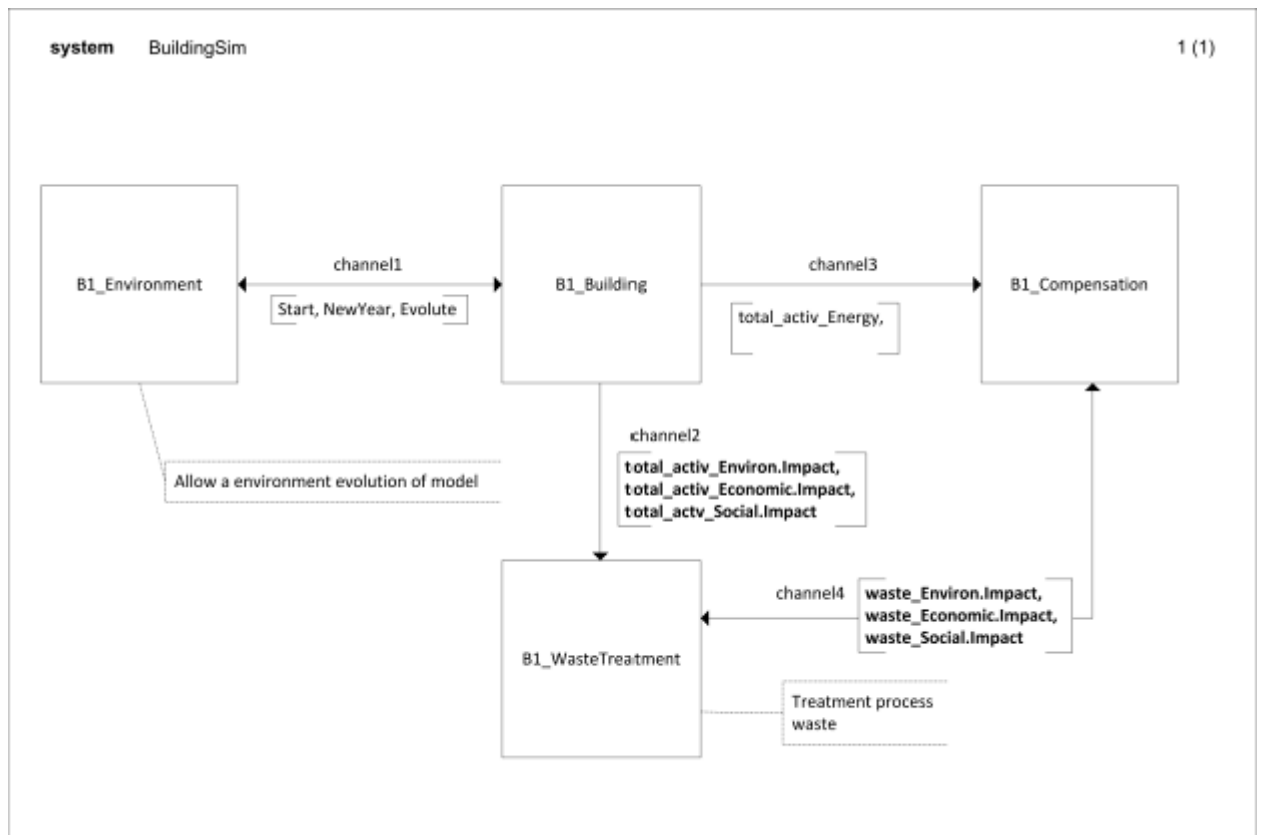 system BuildingSim 1 (1)
B1_Environment
channel1
Start, NewYear, Evolute
B1_Building
channel3
total_activ_Energy,
B1_Compensation
Allow a environment evolution of model
channel2
total_activ_Environ.Impact,
total_activ_Economic.Impact,
total_actv_Social.Impact
channel4
waste_Environ.Impact,
waste_Economic.Impact,
waste_Social.Impact
B1_WasteTreatment
Treatment process
waste